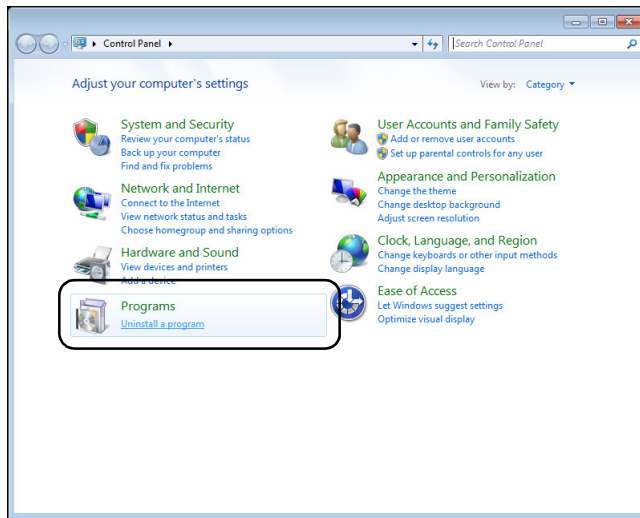 Control Panel
Search Control Panel
Adjust your computer's settings
View by: Category
System and Security
Review your computer's status
Back up your computer
Find and fix problems
Network and Internet
Connect to the Internet
View network status and tasks
Choose homegroup and sharing options
Hardware and Sound
View devices and printers
Add a device
Programs
Uninstall a program
User Accounts and Family Safety
Add or remove user accounts
Set up parental controls for any user
Appearance and Personalization
Change the theme
Change desktop background
Adjust screen resolution
Clock, Language, and Region
Change keyboards or other input methods
Change display language
Ease of Access
Let Windows suggest settings
Optimize visual display